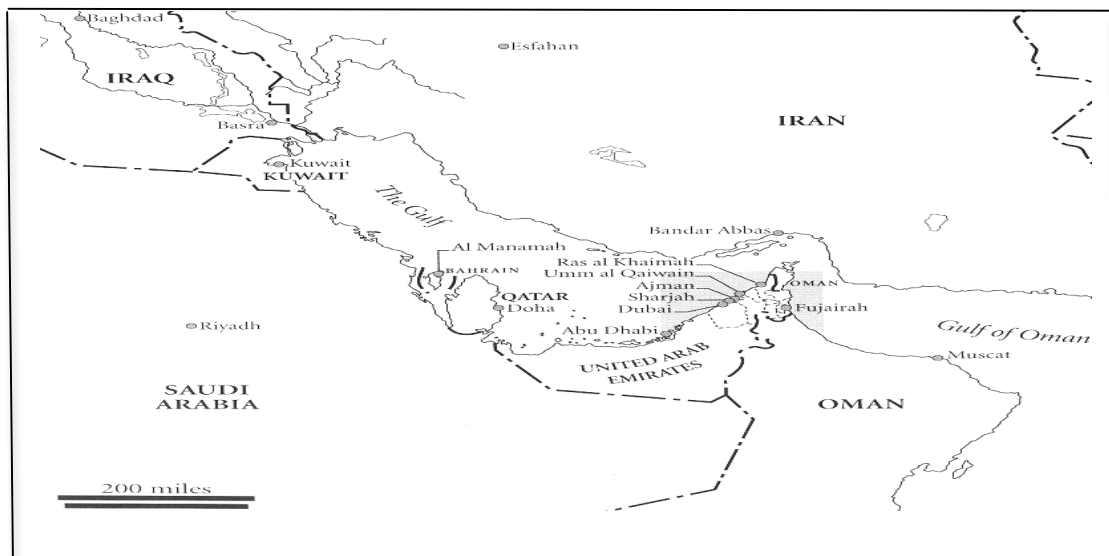 Baghdad
Esfahan
IRAQ
Basra
IRAN
Kuwait
KUWAIT
The Gulf
Bandar Abbas
Al Manamah
BAHRAIN
Ras al Khaimah
Umm al Qaiwain
Ajman
Sharjah
Dubai
OMAN
QATAR
Doha
Fujairah
Riyadh
Abu Dhabi
Gulf of Oman
Muscat
UNITED ARAB
EMIRATES
SAUDI
ARABIA
OMAN
200 miles